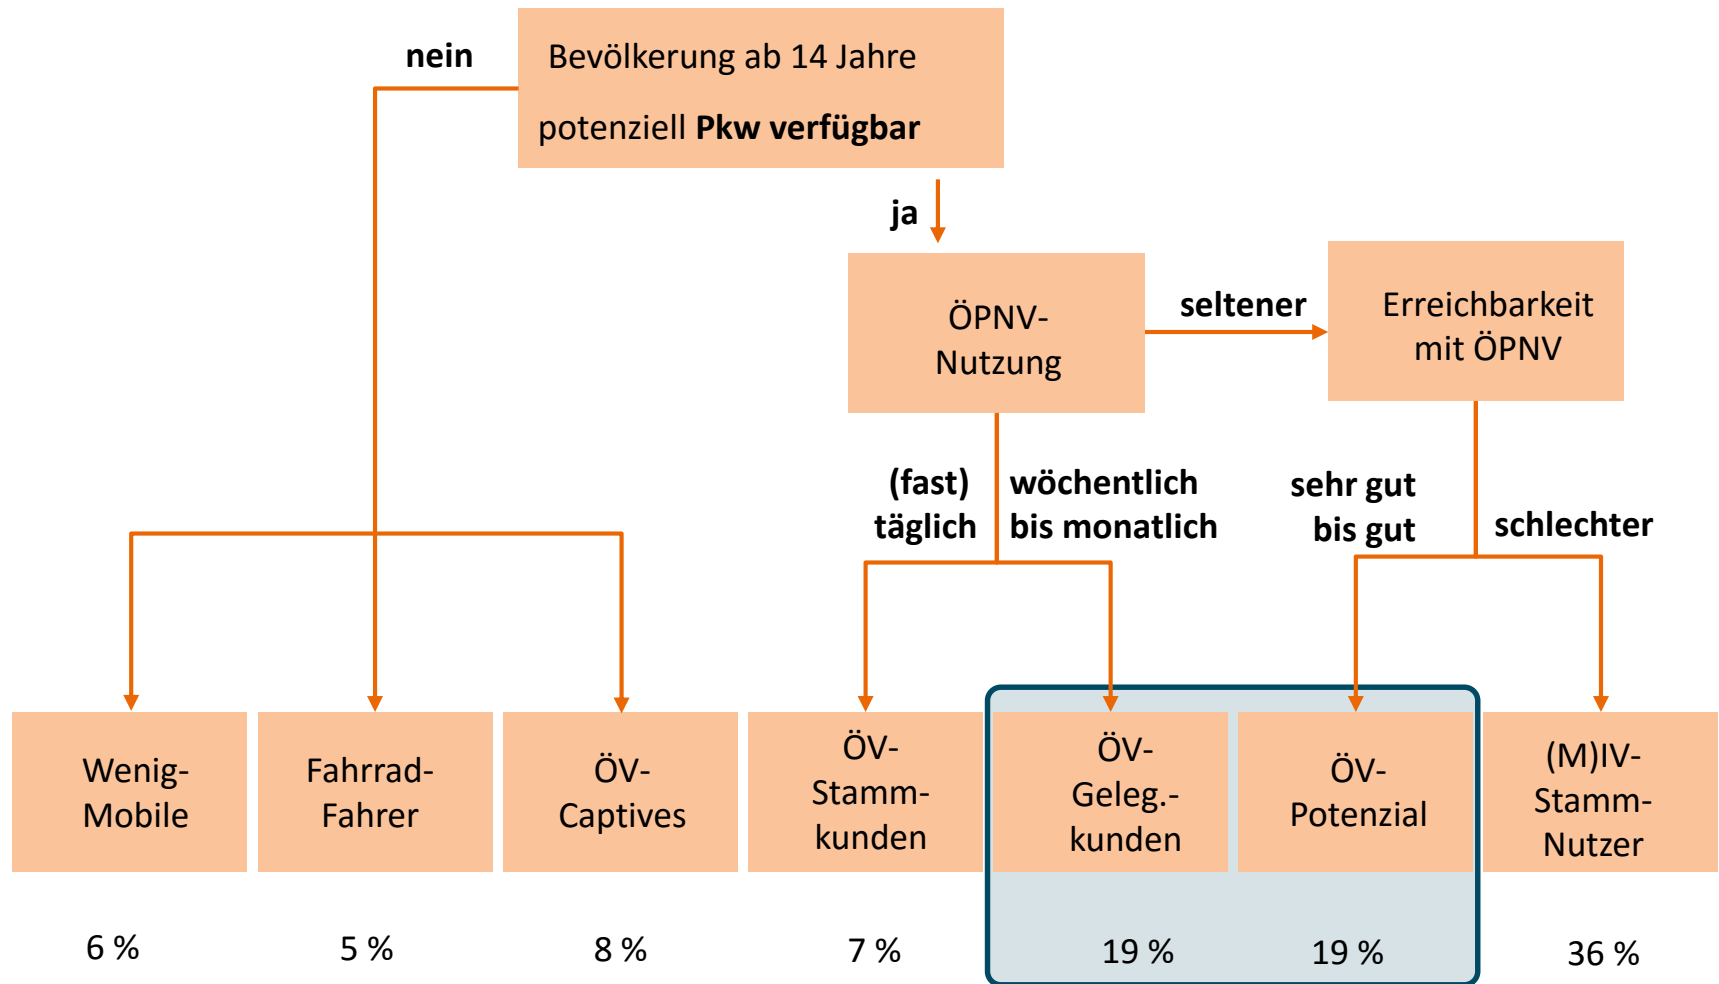 nein
Bevölkerung ab 14 Jahre
potenziell Pkw verfügbar
ja
ÖPNV-
Nutzung
seltener
Erreichbarkeit
mit ÖPNV
(fast)
täglich
wöchentlich
bis monatlich
sehr gut
bis gut
schlechter
Wenig-
Mobile
Fahrrad-
Fahrer
ÖV-
Captives
ÖV-
Stamm-
kunden
ÖV-
Geleg.-
kunden
ÖV-
Potenzial
(M)IV-
Stamm-
Nutzer
6 %
5 %
8 %
7 %
19 %
19 %
36 %